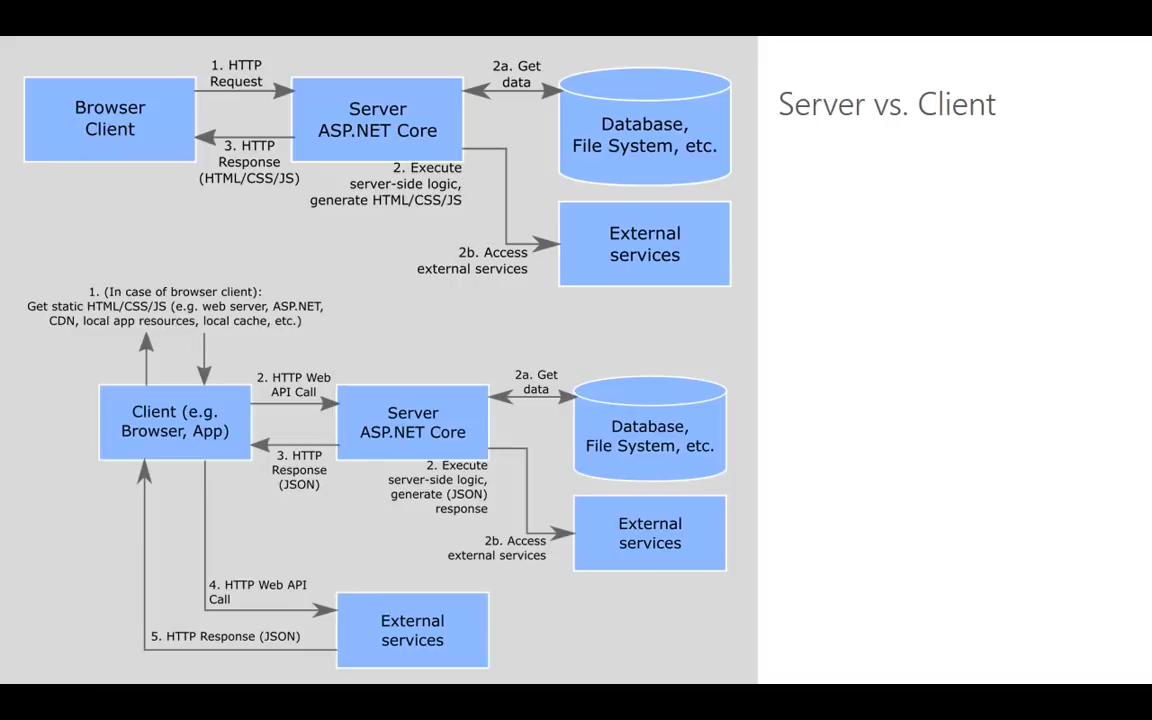 Server vs. Client
1. HTTP
Request
Browser
Client
Server
ASP.NET Core
2a. Get
data
Database,
File System, etc.
3. HTTP
Response
(HTML/CSS/JS)
2. Execute
server-side logic,
generate HTML/CSS/JS
2b. Access
external services
External
services
1. (In case of browser client):
Get static HTML/CSS/JS (e.g. web server, ASP.NET,
CDN, local app resources, local cache, etc.)
Client (e.g.
Browser, App)
2. HTTP Web
API Call
Server
ASP.NET Core
2a. Get
data
Database,
File System, etc.
3. HTTP
Response
(JSON)
2. Execute
server-side logic,
generate (JSON)
response
2b. Access
external services
External
services
4. HTTP Web API
Call
External
services
5. HTTP Response (JSON)